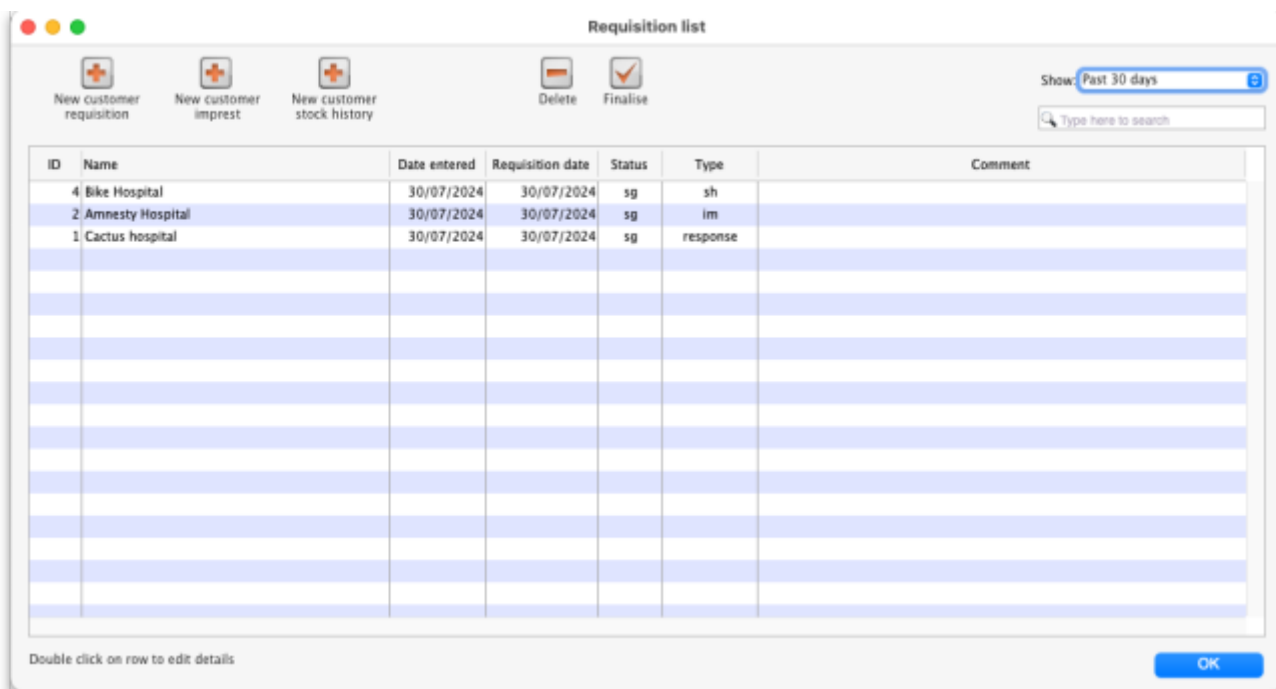 Requisition list
New customer requisition
New customer imprest
New customer stock history
Delete
Finalise
Show: Past 30 days
Type here to search
ID Name Date entered Requisition date Status Type Comment
4 Bike Hospital 30/07/2024 30/07/2024 sg sh
2 Amnesty Hospital 30/07/2024 30/07/2024 sg im
1 Cactus hospital 30/07/2024 30/07/2024 sg response
Double click on row to edit details
OK